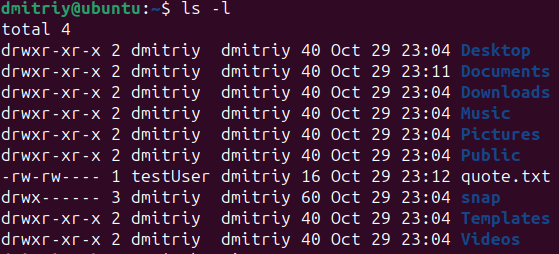 dmitriy@ubuntu:~$ ls -l
total 4
drwxr-xr-x 2 dmitriy  dmitriy 40 Oct 29 23:04 Desktop
drwxr-xr-x 2 dmitriy  dmitriy 40 Oct 29 23:11 Documents
drwxr-xr-x 2 dmitriy  dmitriy 40 Oct 29 23:04 Downloads
drwxr-xr-x 2 dmitriy  dmitriy 40 Oct 29 23:04 Music
drwxr-xr-x 2 dmitriy  dmitriy 40 Oct 29 23:04 Pictures
drwxr-xr-x 2 dmitriy  dmitriy 40 Oct 29 23:04 Public
-rw-rw---- 1 testUser dmitriy 16 Oct 29 23:12 quote.txt
drwx------ 3 dmitriy  dmitriy 60 Oct 29 23:04 snap
drwxr-xr-x 2 dmitriy  dmitriy 40 Oct 29 23:04 Templates
drwxr-xr-x 2 dmitriy  dmitriy 40 Oct 29 23:04 Videos